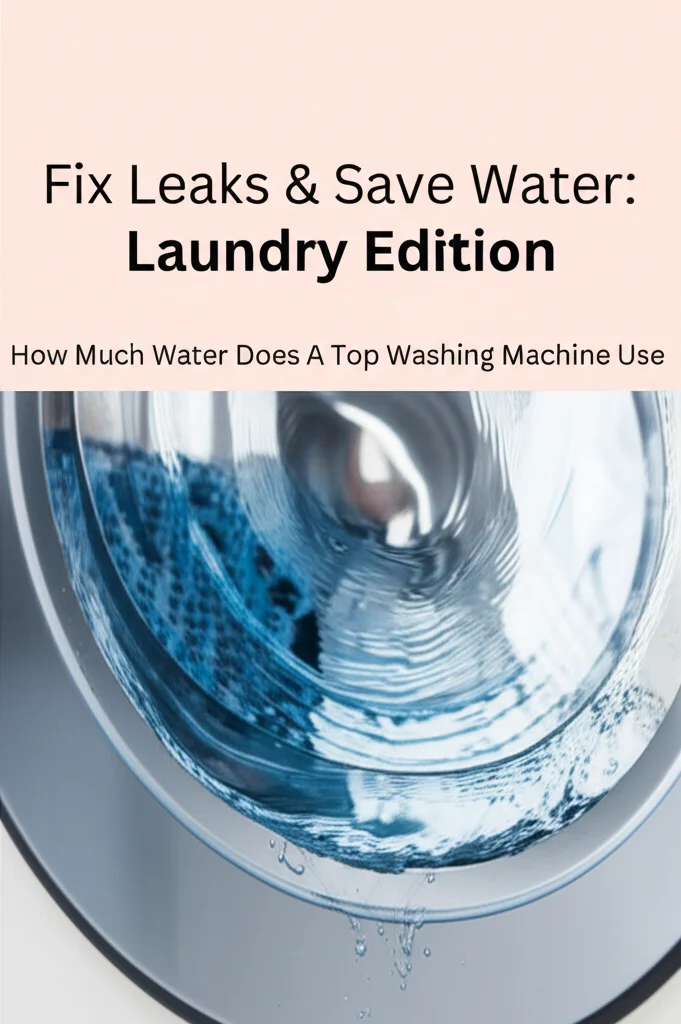 Fix Leaks & Save Water:
Laundry Edition
How Much Water Does A Top Washing Machine Use